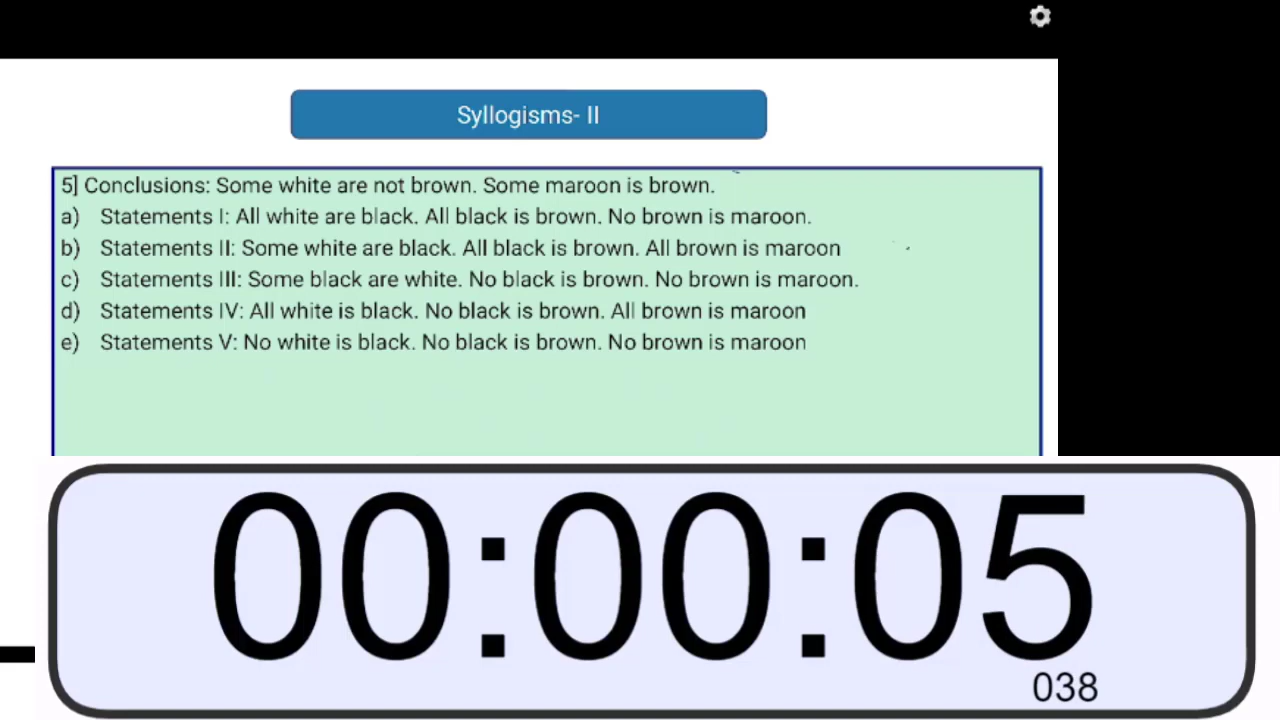 Syllogisms- II
5] Conclusions: Some white are not brown. Some maroon is brown.
a) Statements I: All white are black. All black is brown. No brown is maroon.
b) Statements II: Some white are black. All black is brown. All brown is maroon
c) Statements III: Some black are white. No black is brown. No brown is maroon.
d) Statements IV: All white is black. No black is brown. All brown is maroon
e) Statements V: No white is black. No black is brown. No brown is maroon
00:00:05
038